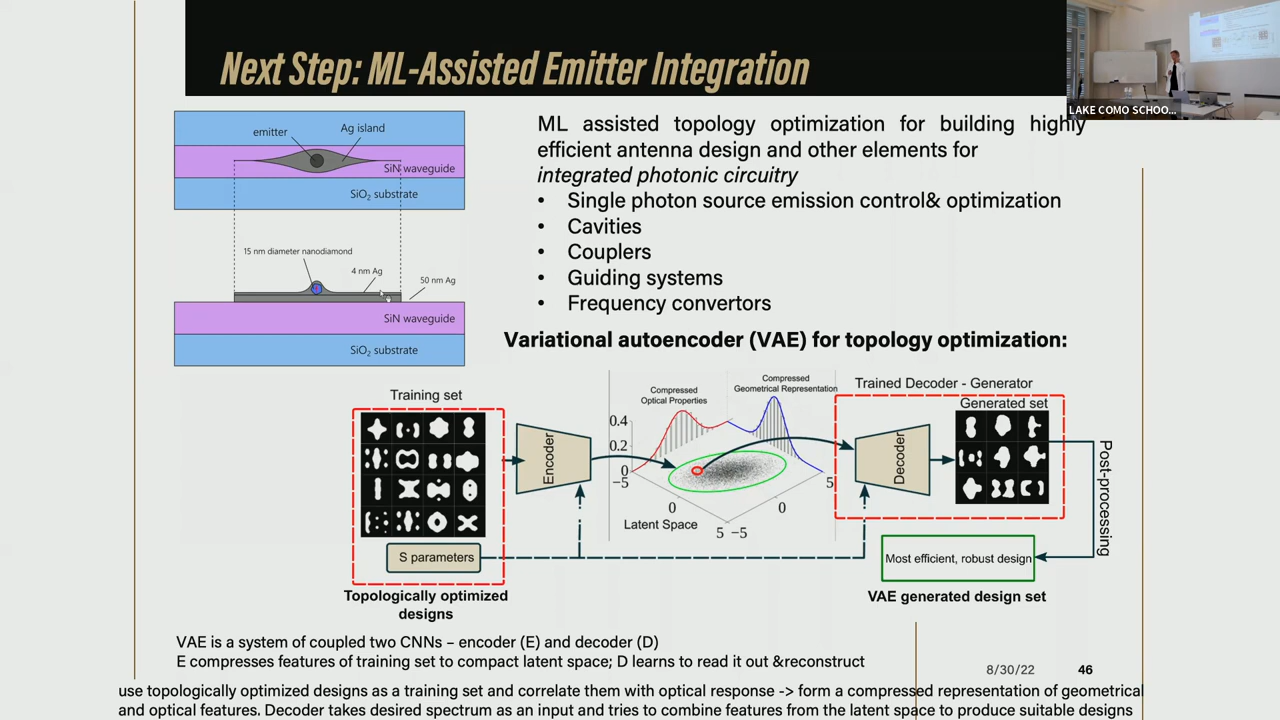 Next Step: ML-Assisted Emitter Integration
LAKE COMO SCHOO...
emitter
Ag island
SiN waveguide
SiO₂ substrate
15 nm diameter nanodiamond
4 nm Ag
50 nm Ag
SiN waveguide
SiO₂ substrate
ML assisted topology optimization for building highly
efficient antenna design and other elements for
integrated photonic circuitry
• Single photon source emission control& optimization
• Cavities
• Couplers
• Guiding systems
• Frequency convertors
Variational autoencoder (VAE) for topology optimization:
Training set
S parameters
Topologically optimized
designs
Encoder
Compressed
Optical Properties
Compressed
Geometrical Representation
0.4
0.2
0
−5
0
5
−5
0
5
Latent Space
Trained Decoder - Generator
Generated set
Decoder
Post-processing
Most efficient, robust design
VAE generated design set
VAE is a system of coupled two CNNs – encoder (E) and decoder (D)
E compresses features of training set to compact latent space; D learns to read it out &reconstruct
8/30/22
46
use topologically optimized designs as a training set and correlate them with optical response -> form a compressed representation of geometrical
and optical features. Decoder takes desired spectrum as an input and tries to combine features from the latent space to produce suitable designs